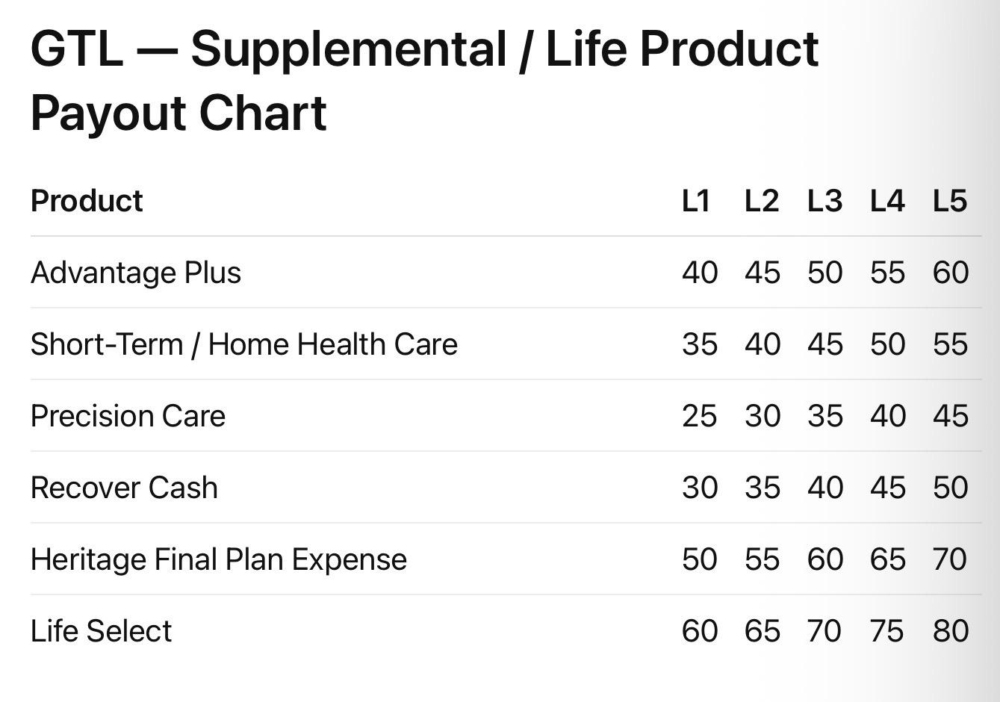 GTL — Supplemental / Life Product
Payout Chart
Product L1 L2 L3 L4 L5
Advantage Plus 40 45 50 55 60
Short-Term / Home Health Care 35 40 45 50 55
Precision Care 25 30 35 40 45
Recover Cash 30 35 40 45 50
Heritage Final Plan Expense 50 55 60 65 70
Life Select 60 65 70 75 80